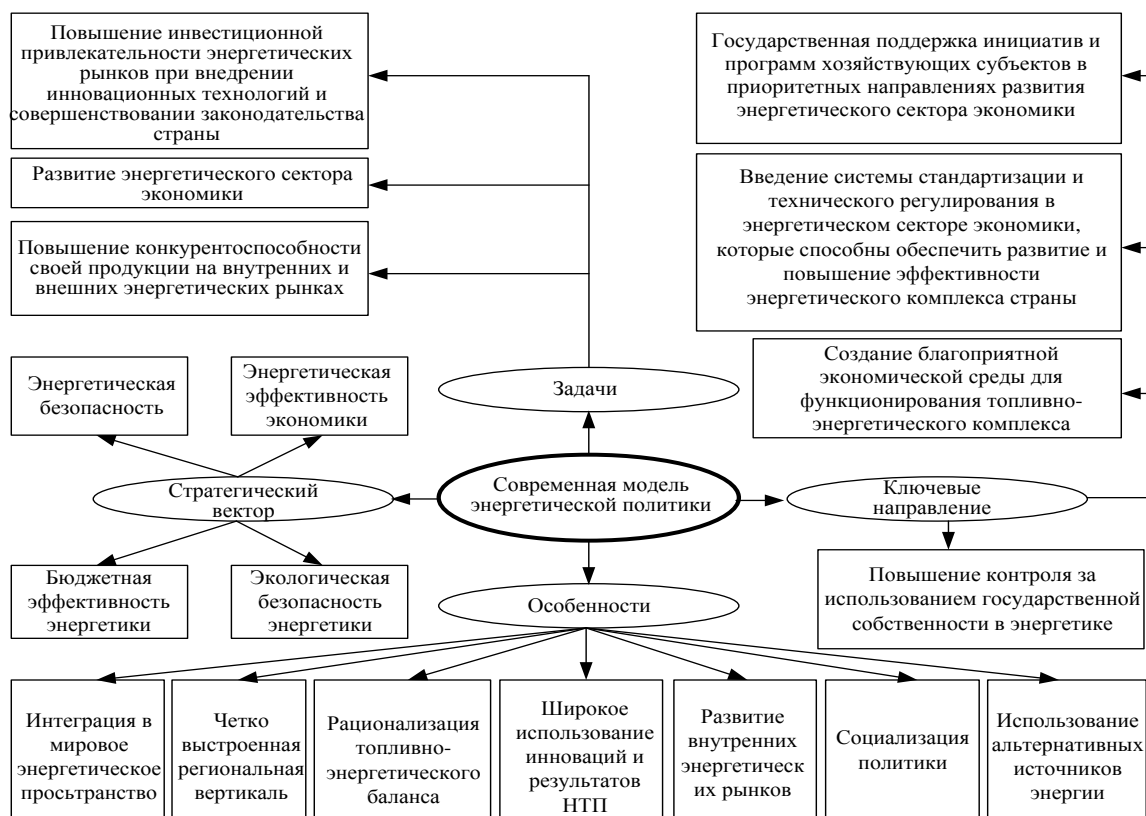 Повышение инвестиционной
привлекательности энергетических
рынков при внедрении
инновационных технологий и
совершенствовании законодательства
страны
Государственная поддержка инициатив и
программ хозяйствующих субъектов в
приоритетных направлениях развития
энергетического сектора экономики
Развитие энергетического сектора
экономики
Введение системы стандартизации и
технического регулирования в
энергетическом секторе экономики,
которые способны обеспечить развитие и
повышение эффективности
энергетического комплекса страны
Повышение конкурентоспособности
своей продукции на внутренних и
внешних энергетических рынках
Энергетическая
безопасность
Энергетическая
эффективность
экономики
Задачи
Создание благоприятной
экономической среды для
функционирования топливно-
энергетического комплекса
Стратегический
вектор
Современная модель
энергетической политики
Ключевые
направление
Бюджетная
эффективность
энергетики
Экологическая
безопасность
энергетики
Особенности
Повышение контроля за
использованием государственной
собственности в энергетике
Интеграция в
мировое
энергетическое
просьтранство
Четко
выстроенная
региональная
вертикаль
Рационализация
топливно-
энергетического
баланса
Широкое
использование
инноваций и
результатов
НТП
Развитие
внутренних
энергетическ
их рынков
Социализация
политики
Использование
альтернативных
источников
энергии